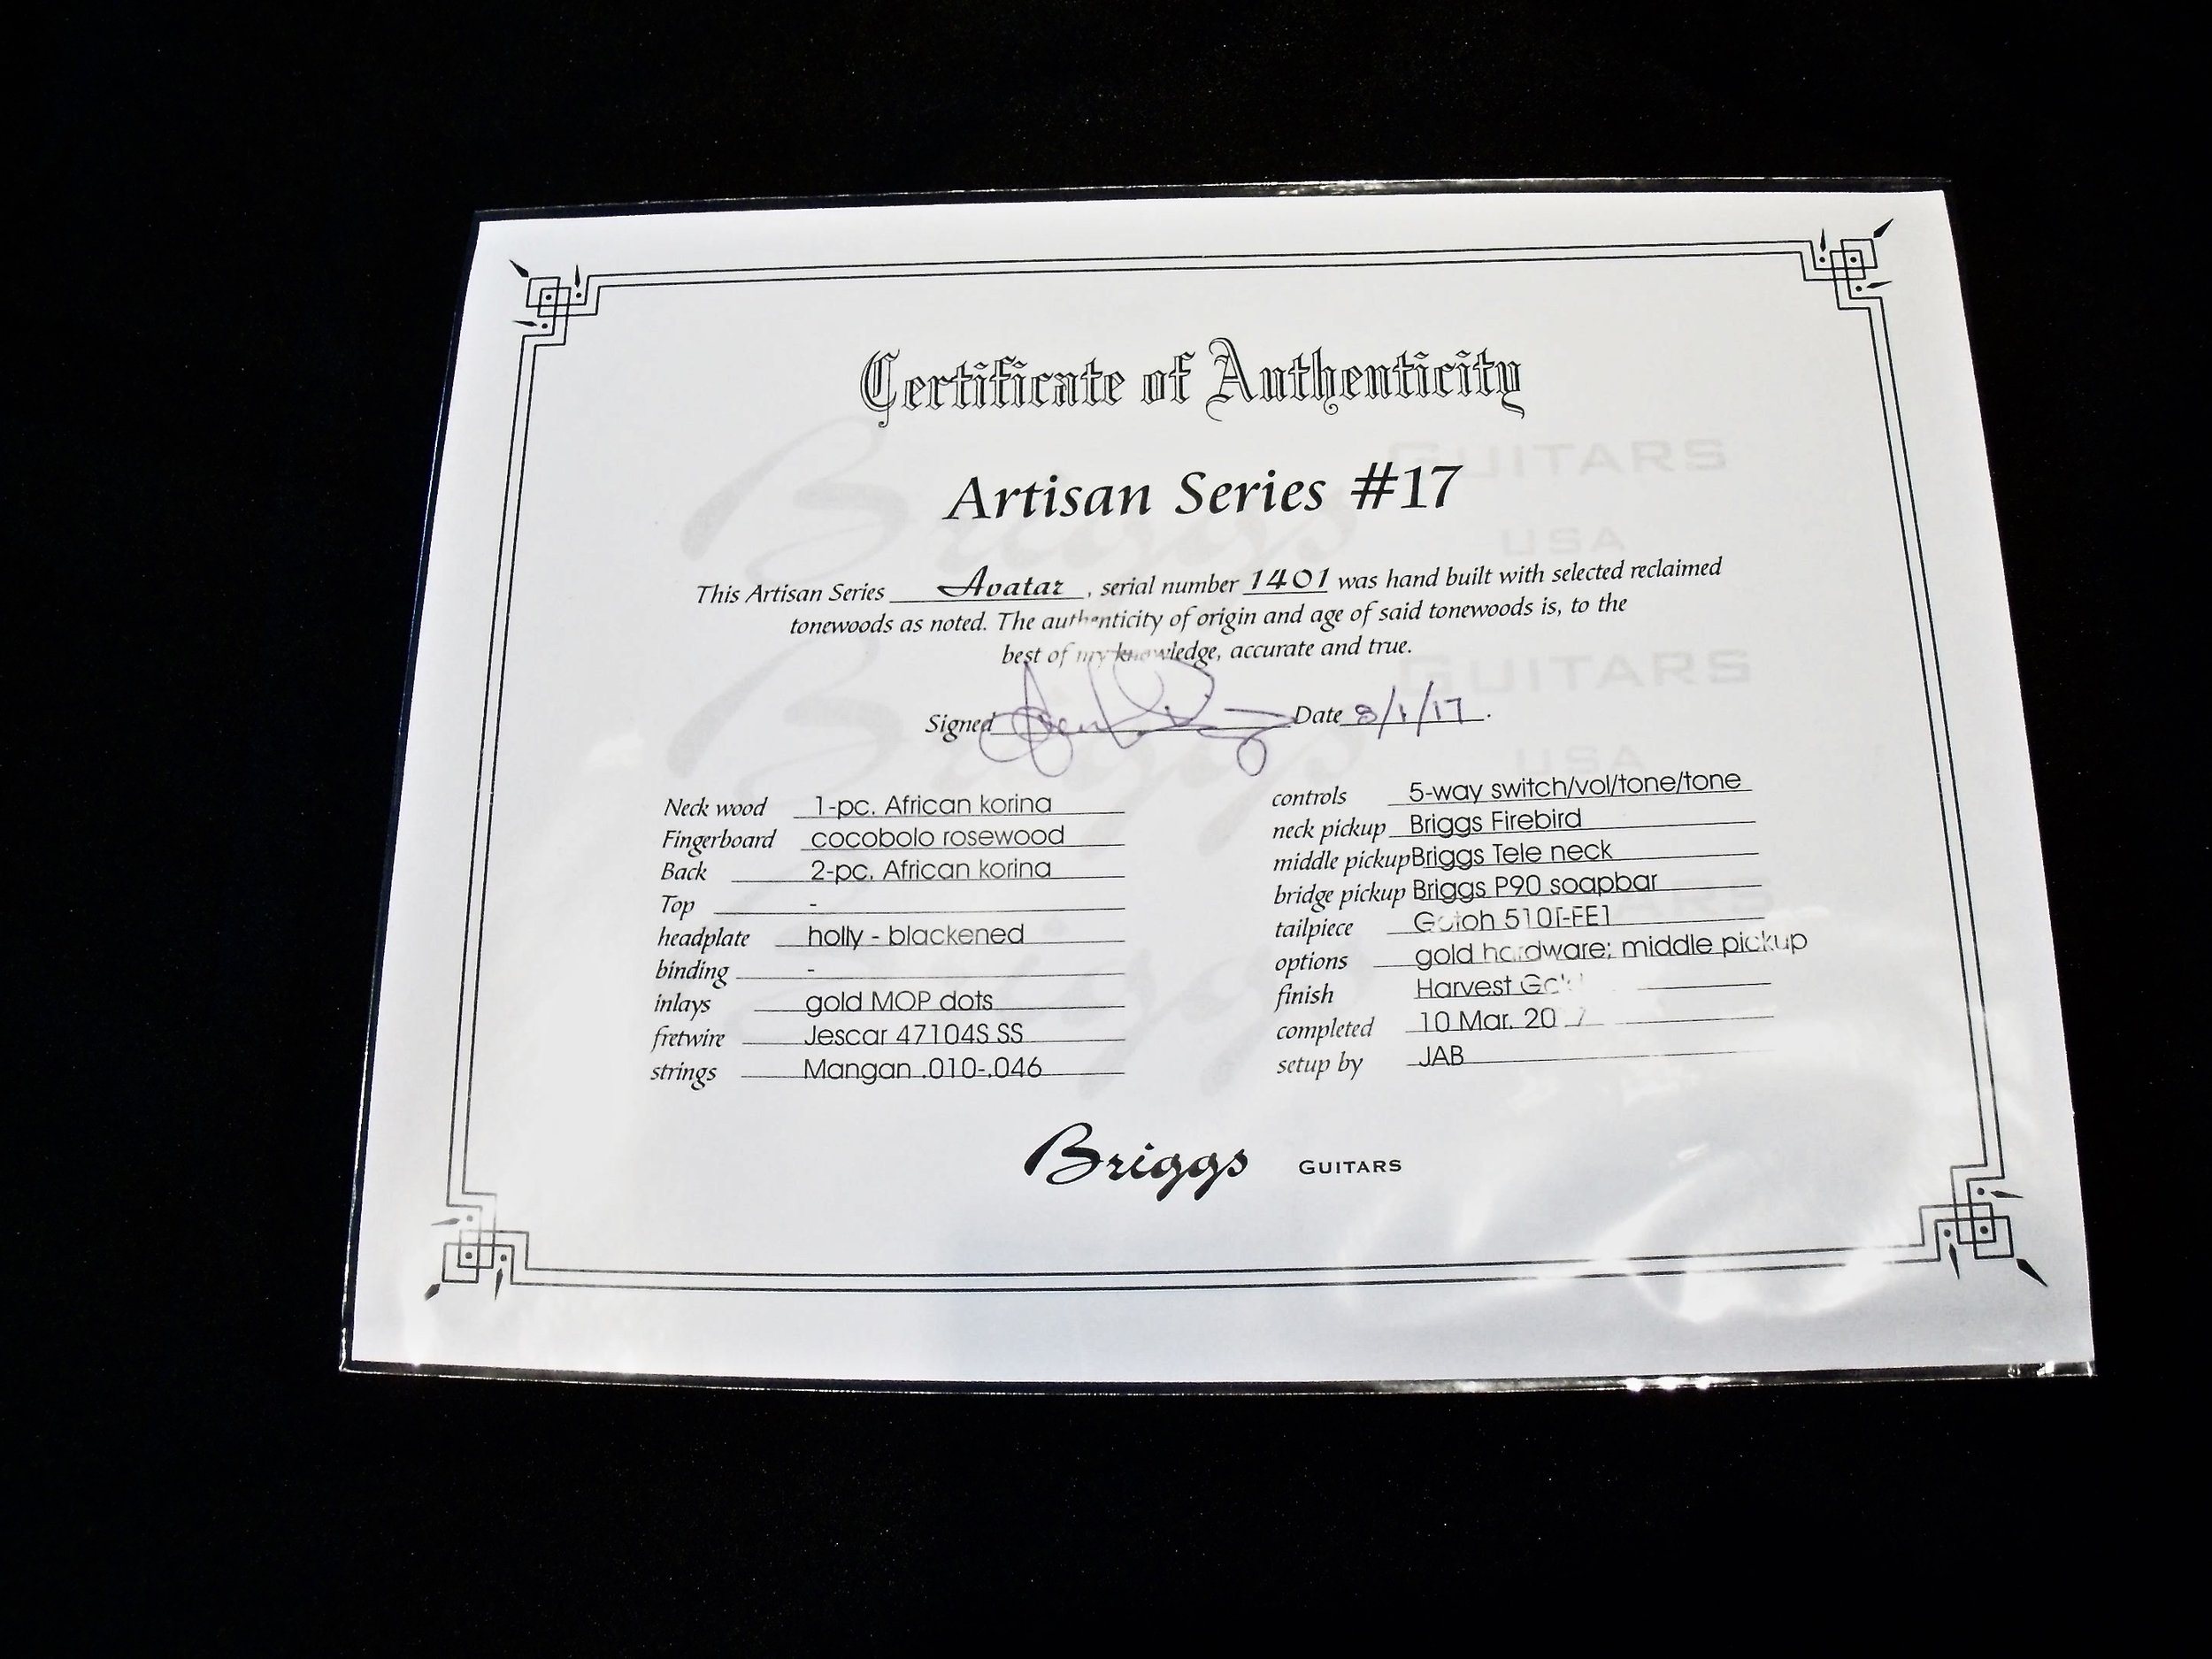 Certificate of Authenticity
Artisan Series #17
This Artisan Series Avatar, serial number 1401 was hand built with selected reclaimed
tonewoods as noted. The authenticity of origin and age of said tonewoods is, to the
best of my knowledge, accurate and true.
Signed Date 3/1/17.
Neck wood 1-pc. African korina
Fingerboard cocobolo rosewood
Back 2-pc. African korina
Top -
headplate holly - blackened
binding -
inlays gold MOP dots
fretwire Jescar 47104S SS
strings Mangan .010-.046
controls 5-way switch/vol/tone/tone
neck pickup Briggs Firebird
middle pickup Briggs Tele neck
bridge pickup Briggs P90 soapbar
tailpiece Gotoh
options gold hardware; middle pickup
finish Harvest
completed 10 Mar.
setup by JAB
Briggs GUITARS
Briggs GUITARS
USA
Briggs GUITARS
USA